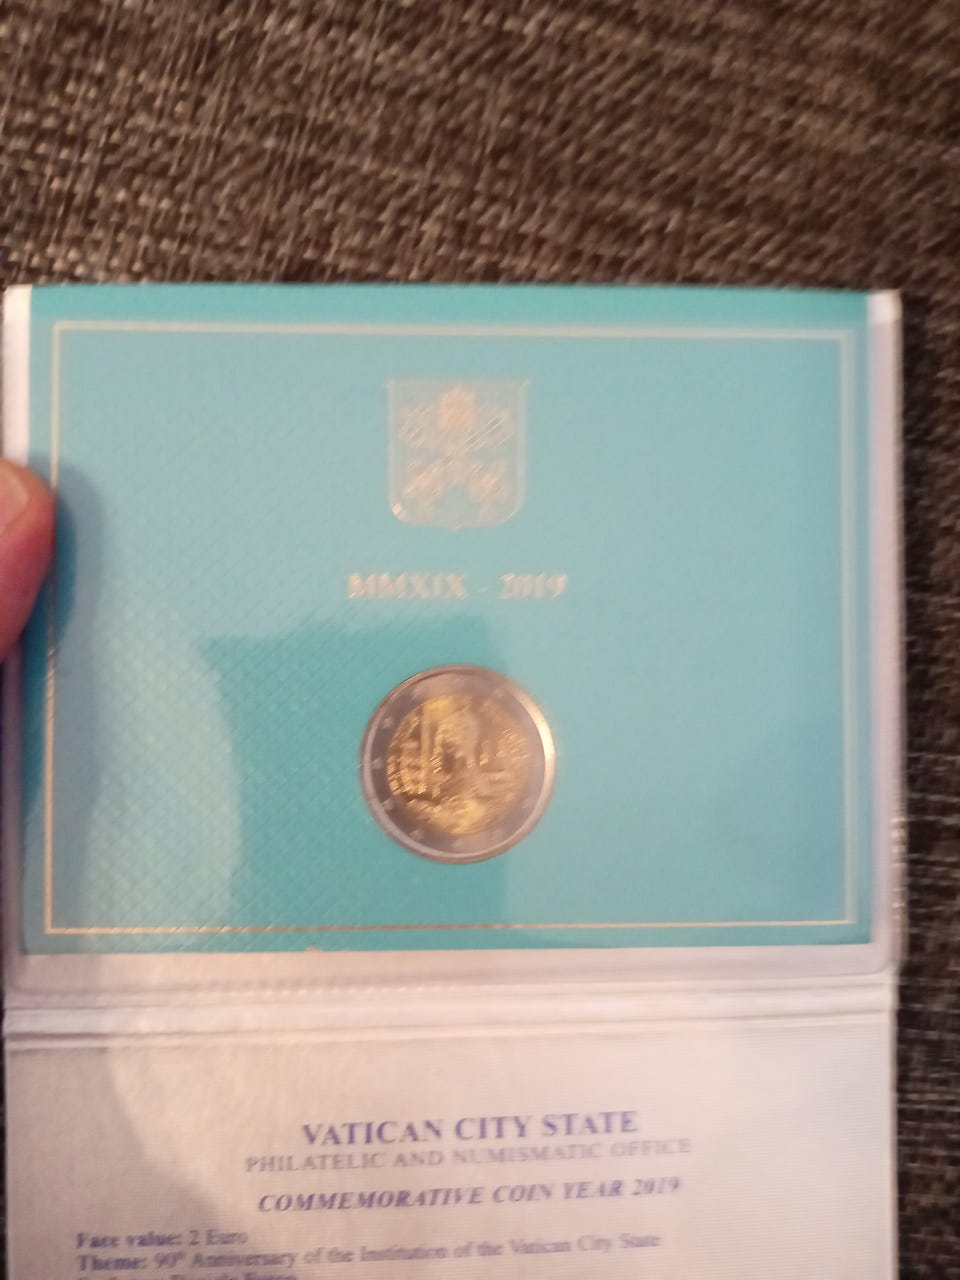 MMXIX - 2019
VATICAN CITY STATE
PHILATELIC AND NUMISMATIC OFFICE
COMMEMORATIVE COIN YEAR 2019
Face value: 2 Euro
Theme: 90th Anniversary of the Institution of the Vatican City State
Daniela